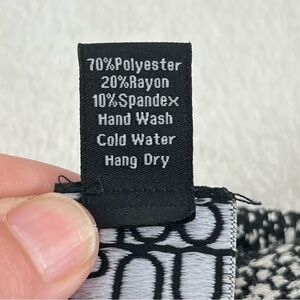 70%Polyester
20%Rayon
10%Spandex
Hand Wash
Cold Water
Hang Dry